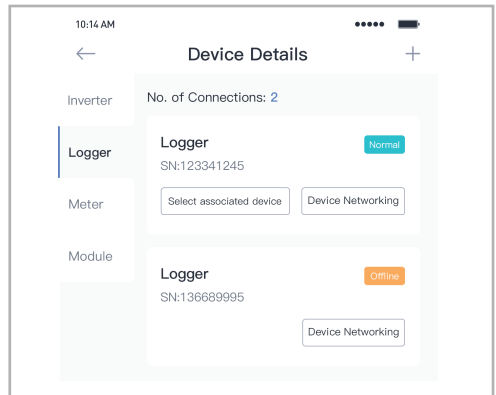 10:14 AM
Device Details
Inverter
Logger
Meter
Module
No. of Connections: 2
Logger
Normal
SN:123341245
Select associated device
Device Networking
Logger
Offline
SN:136689995
Device Networking